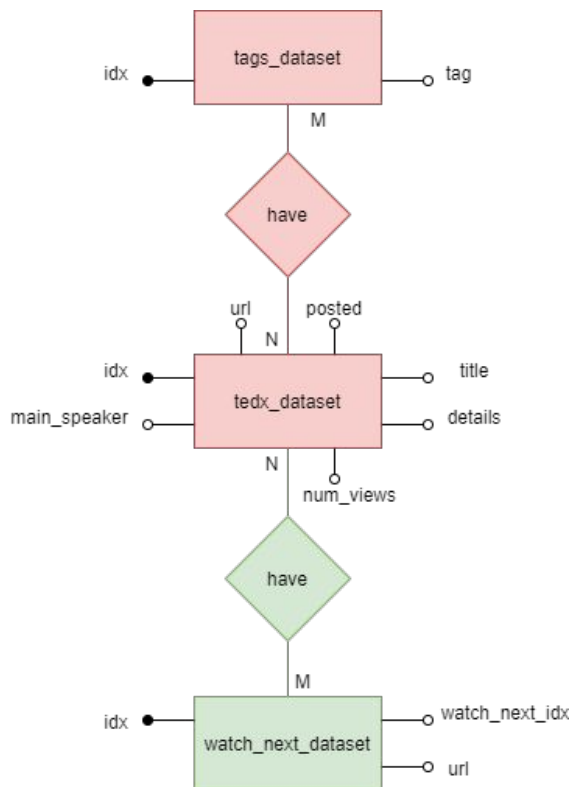 tags_dataset
idx
tag
M
have
url
posted
N
idx
title
tedx_dataset
main_speaker
details
N
num_views
have
M
idx
watch_next_idx
watch_next_dataset
url